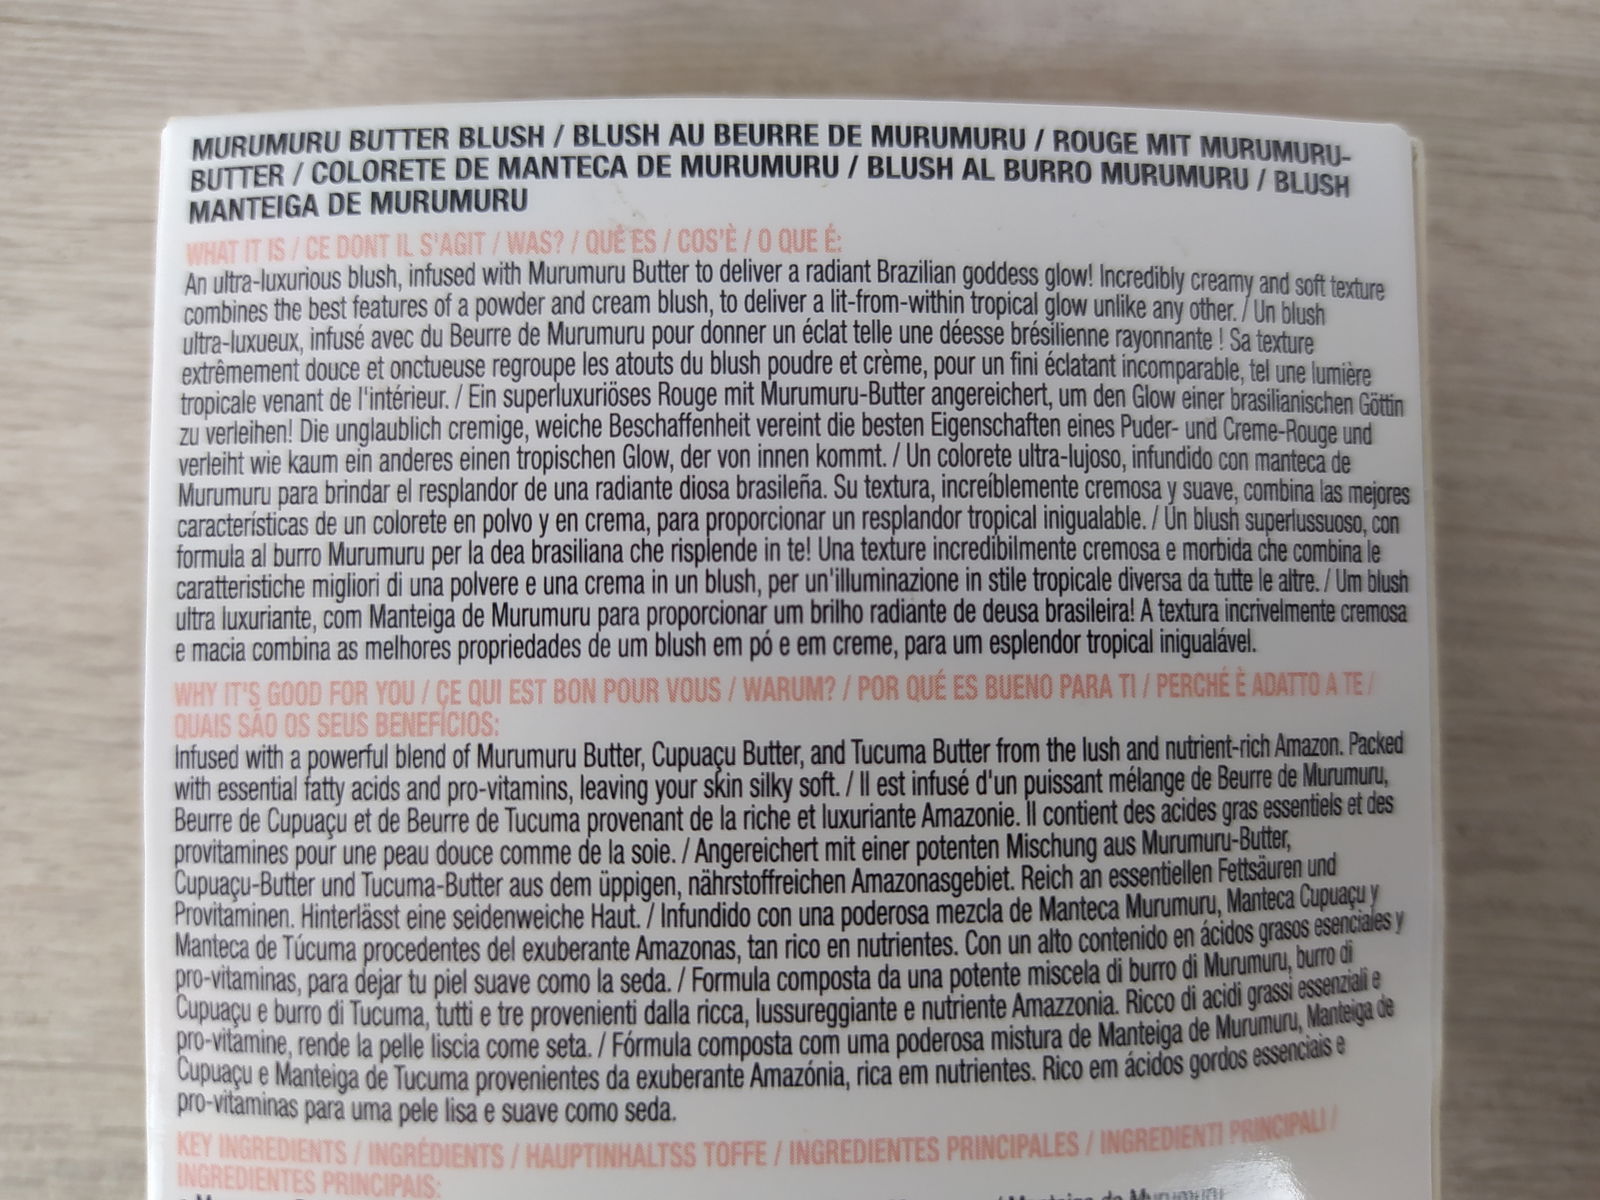 MURUMURU BUTTER BLUSH / BLUSH AU BEURRE DE MURUMURU / ROUGE MIT MURUMURU-
BUTTER / COLORETE DE MANTECA DE MURUMURU / BLUSH AL BURRO MURUMURU / BLUSH
MANTEIGA DE MURUMURU
WHAT IT IS / CE DONT IL S'AGIT / WAS? / QUÉ ES / COS'È / O QUE É:
An ultra-luxurious blush, infused with Murumuru Butter to deliver a radiant Brazilian goddess glow! Incredibly creamy and soft texture
combines the best features of a powder and cream blush, to deliver a lit-from-within tropical glow unlike any other. / Un blush
ultra-luxueux, infusé avec du Beurre de Murumuru pour donner un éclat telle une déesse brésilienne rayonnante ! Sa texture
extrêmement douce et onctueuse regroupe les atouts du blush poudre et crème, pour un fini éclatant incomparable, tel une lumière
tropicale venant de l'intérieur. / Ein superluxuriöses Rouge mit Murumuru-Butter angereichert, um den Glow einer brasilianischen Göttin
zu verleihen! Die unglaublich cremige, weiche Beschaffenheit vereint die besten Eigenschaften eines Puder- und Creme-Rouge und
verleiht wie kaum ein anderes einen tropischen Glow, der von innen kommt. / Un colorete ultra-lujoso, infundido con manteca de
Murumuru para brindar el resplandor de una radiante diosa brasileña. Su textura, increíblemente cremosa y suave, combina las mejores
características de un colorete en polvo y en crema, para proporcionar un resplandor tropical inigualable. / Un blush superlussuoso, con
formula al burro Murumuru per la dea brasiliana che risplende in te! Una texture incredibilmente cremosa e morbida che combina le
caratteristiche migliori di una polvere e una crema in un blush, per un'illuminazione in stile tropicale diversa da tutte le altre. / Um blush
ultra luxuriante, com Manteiga de Murumuru para proporcionar um brilho radiante de deusa brasileira! A textura incrivelmente cremosa
e macia combina as melhores propriedades de um blush em pó e em creme, para um esplendor tropical inigualável.
WHY IT'S GOOD FOR YOU / CE QUI EST BON POUR VOUS / WARUM? / POR QUÉ ES BUENO PARA TI / PERCHÉ È ADATTO A TE /
QUAIS SÃO OS SEUS BENEFÍCIOS:
Infused with a powerful blend of Murumuru Butter, Cupuaçu Butter, and Tucuma Butter from the lush and nutrient-rich Amazon. Packed
with essential fatty acids and pro-vitamins, leaving your skin silky soft. / Il est infusé d'un puissant mélange de Beurre de Murumuru,
Beurre de Cupuaçu et de Beurre de Tucuma provenant de la riche et luxuriante Amazonie. Il contient des acides gras essentiels et des
provitamines pour une peau douce comme de la soie. / Angereichert mit einer potenten Mischung aus Murumuru-Butter,
Cupuaçu-Butter und Tucuma-Butter aus dem üppigen, nährstoffreichen Amazonasgebiet. Reich an essentiellen Fettsäuren und
Provitaminen. Hinterlässt eine seidenweiche Haut. / Infundido con una poderosa mezcla de Manteca Murumuru, Manteca Cupuaçu y
Manteca de Túcuma procedentes del exuberante Amazonas, tan rico en nutrientes. Con un alto contenido en ácidos grasos esenciales y
pro-vitaminas, para dejar tu piel suave como la seda. / Formula composta da una potente miscela di burro di Murumuru, burro di
Cupuaçu e burro di Tucuma, tutti e tre provenienti dalla ricca, lussureggiante e nutriente Amazzonia. Ricco di acidi grassi essenziali e
pro-vitamine, rende la pelle liscia come seta. / Fórmula composta com uma poderosa mistura de Manteiga de Murumuru, Manteiga de
Cupuaçu e Manteiga de Tucuma provenientes da exuberante Amazónia, rica em nutrientes. Rico em ácidos gordos essenciais e
pro-vitaminas para uma pele lisa e suave como seda.
KEY INGREDIENTS / INGRÉDIENTS / HAUPTINHALTSS TOFFE / INGREDIENTES PRINCIPALES / INGREDIENTI PRINCIPALI /
INGREDIENTES PRINCIPAIS: